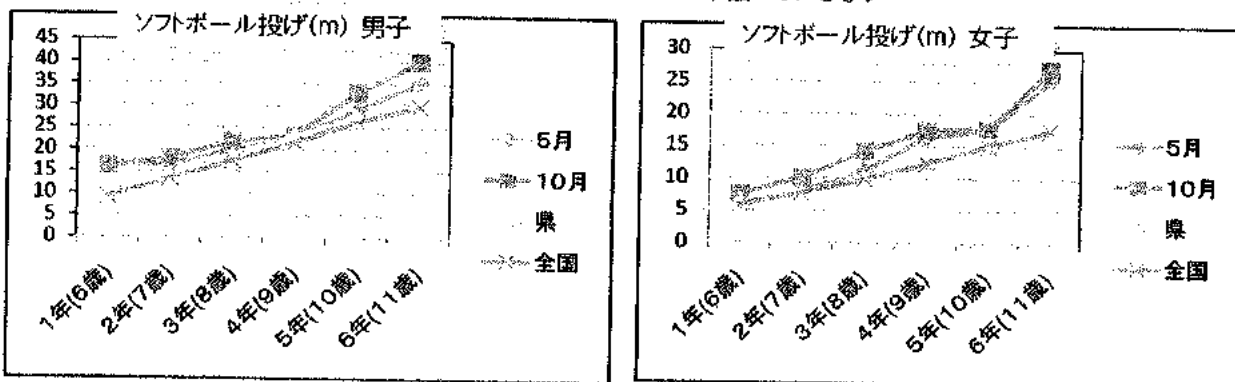 ソフトボール投げ(m) 男子
45
40
35
30
25
20
15
10
5
0
1年(6歳)
2年(7歳)
3年(8歳)
4年(9歳)
5年(10歳)
6年(11歳)
5月
10月
県
全国
ソフトボール投げ(m) 女子
30
25
20
15
10
5
0
1年(6歳)
2年(7歳)
3年(8歳)
4年(9歳)
5年(10歳)
6年(11歳)
5月
10月
県
全国